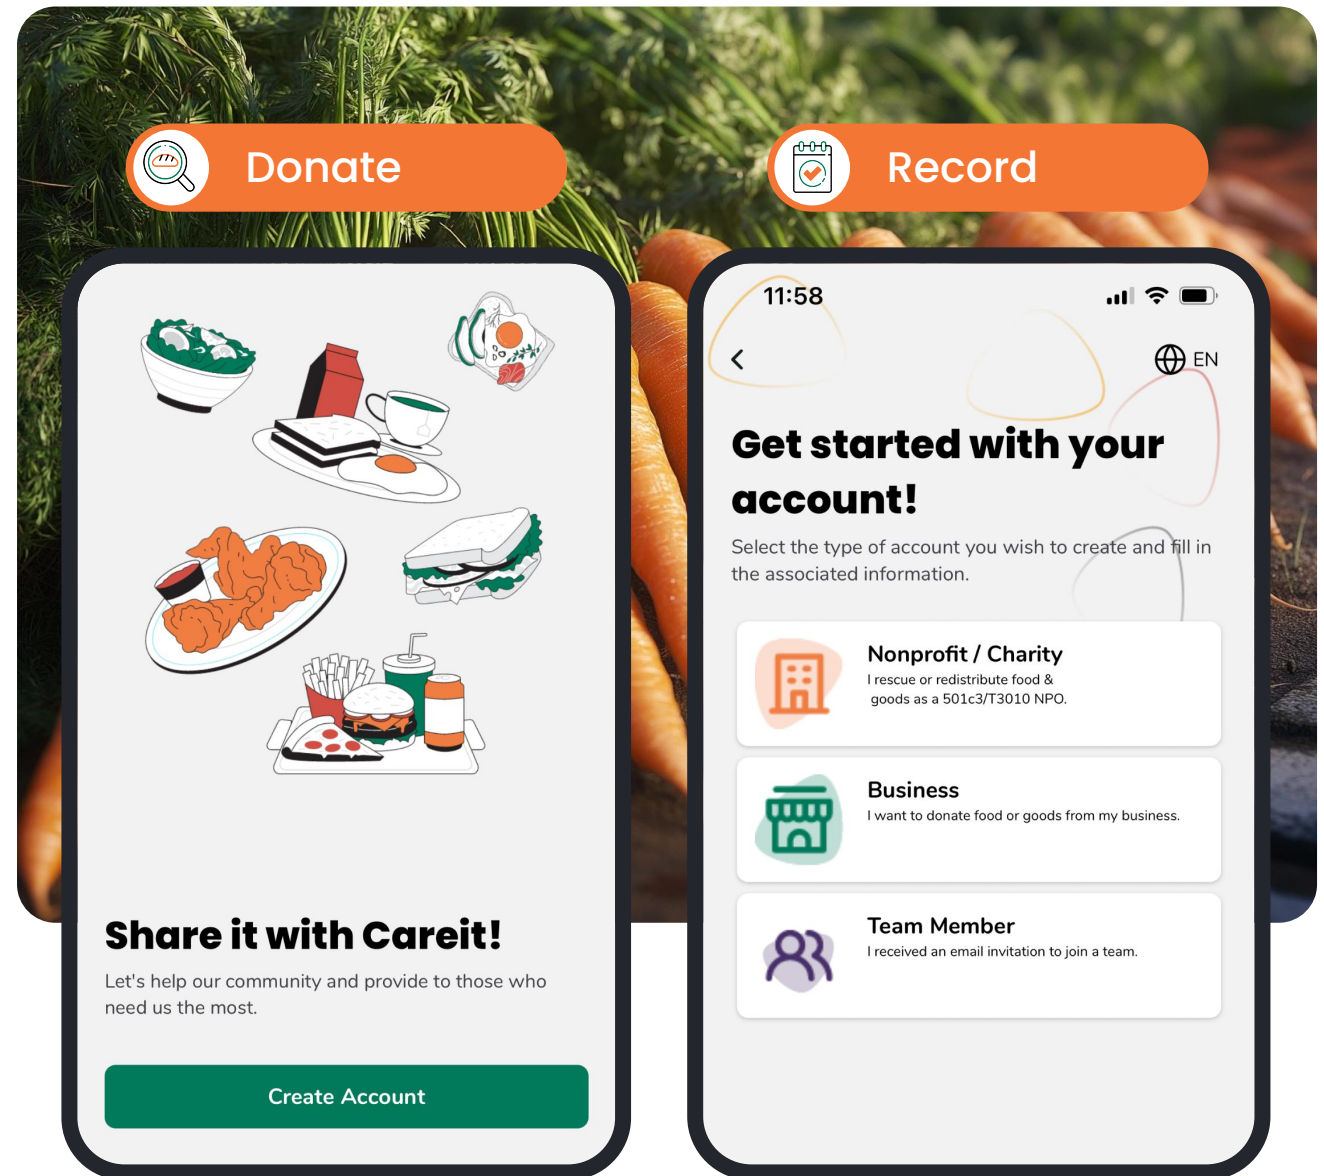 Donate
Record
Share it with Careit!
Let's help our community and provide to those who
need us the most.
Create Account
11:58
EN
Get started with your
account!
Select the type of account you wish to create and fill in
the associated information.
Nonprofit / Charity
I rescue or redistribute food &
goods as a 501c3/T3010 NPO.
Business
I want to donate food or goods from my business.
Team Member
I received an email invitation to join a team.